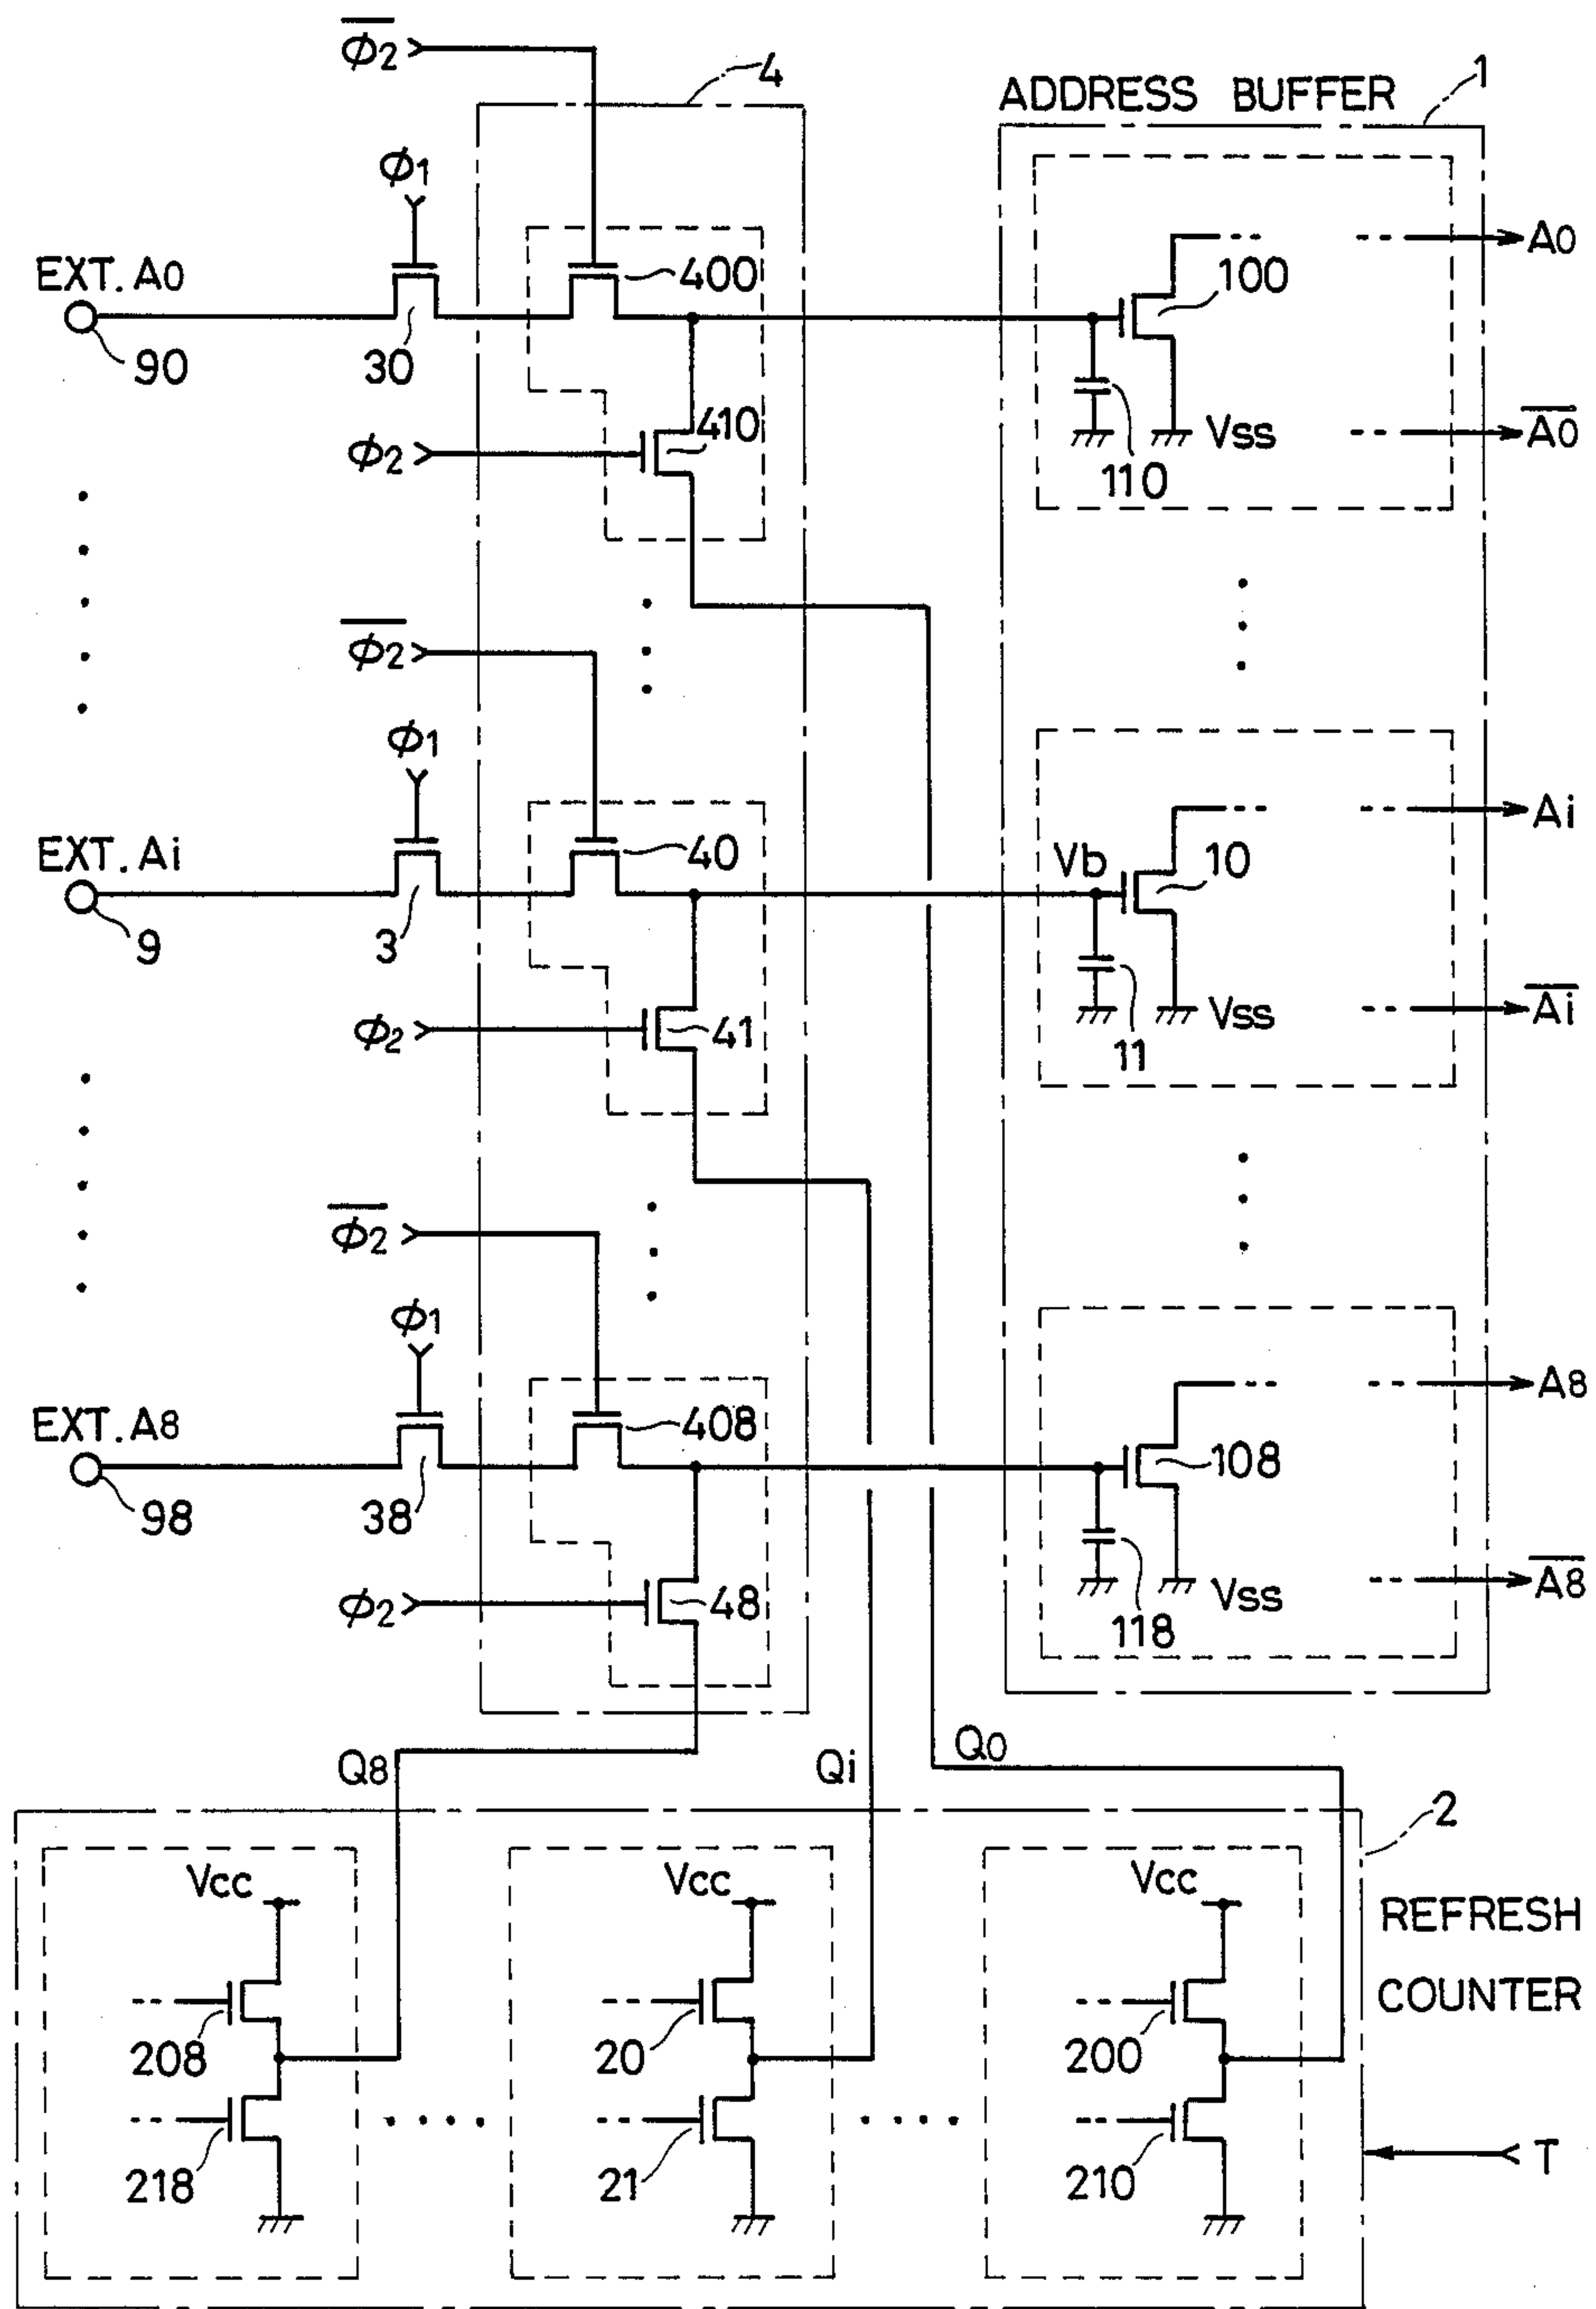 ϕ̅2̅
4
1
ADDRESS BUFFER
ϕ1
EXT. A0
400
A0
100
90
30
410
ϕ2
Vss
A̅0̅
110
ϕ̅2̅
ϕ1
Ai
EXT. Ai
40
Vb
10
9
3
ϕ2
41
Vss
A̅i̅
11
ϕ̅2̅
ϕ1
A8
EXT. A8
408
108
98
38
ϕ2
48
Vss
A̅8̅
118
Q8
Qi
Q0
2
Vcc
Vcc
Vcc
REFRESH
COUNTER
208
20
200
218
21
210
T